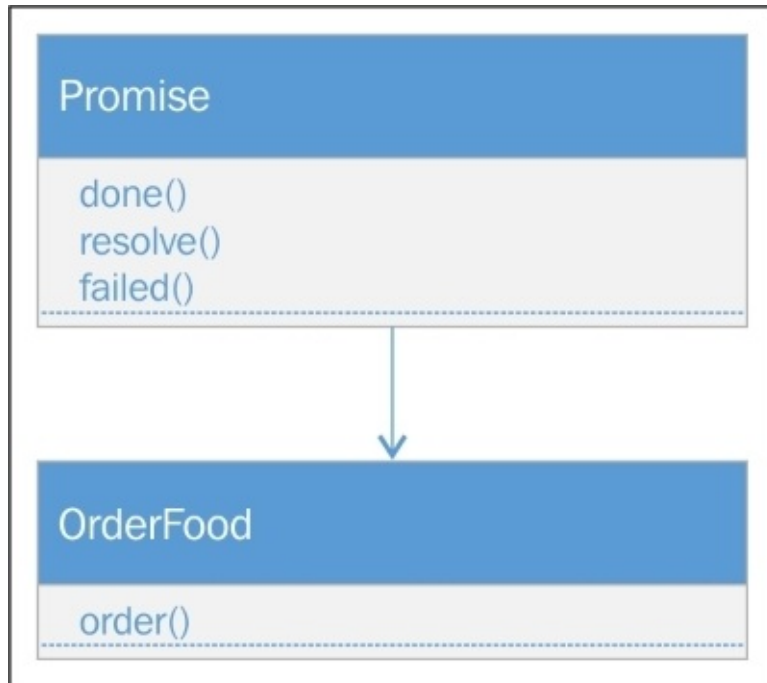 Promise
done()
resolve()
failed()
OrderFood
order()